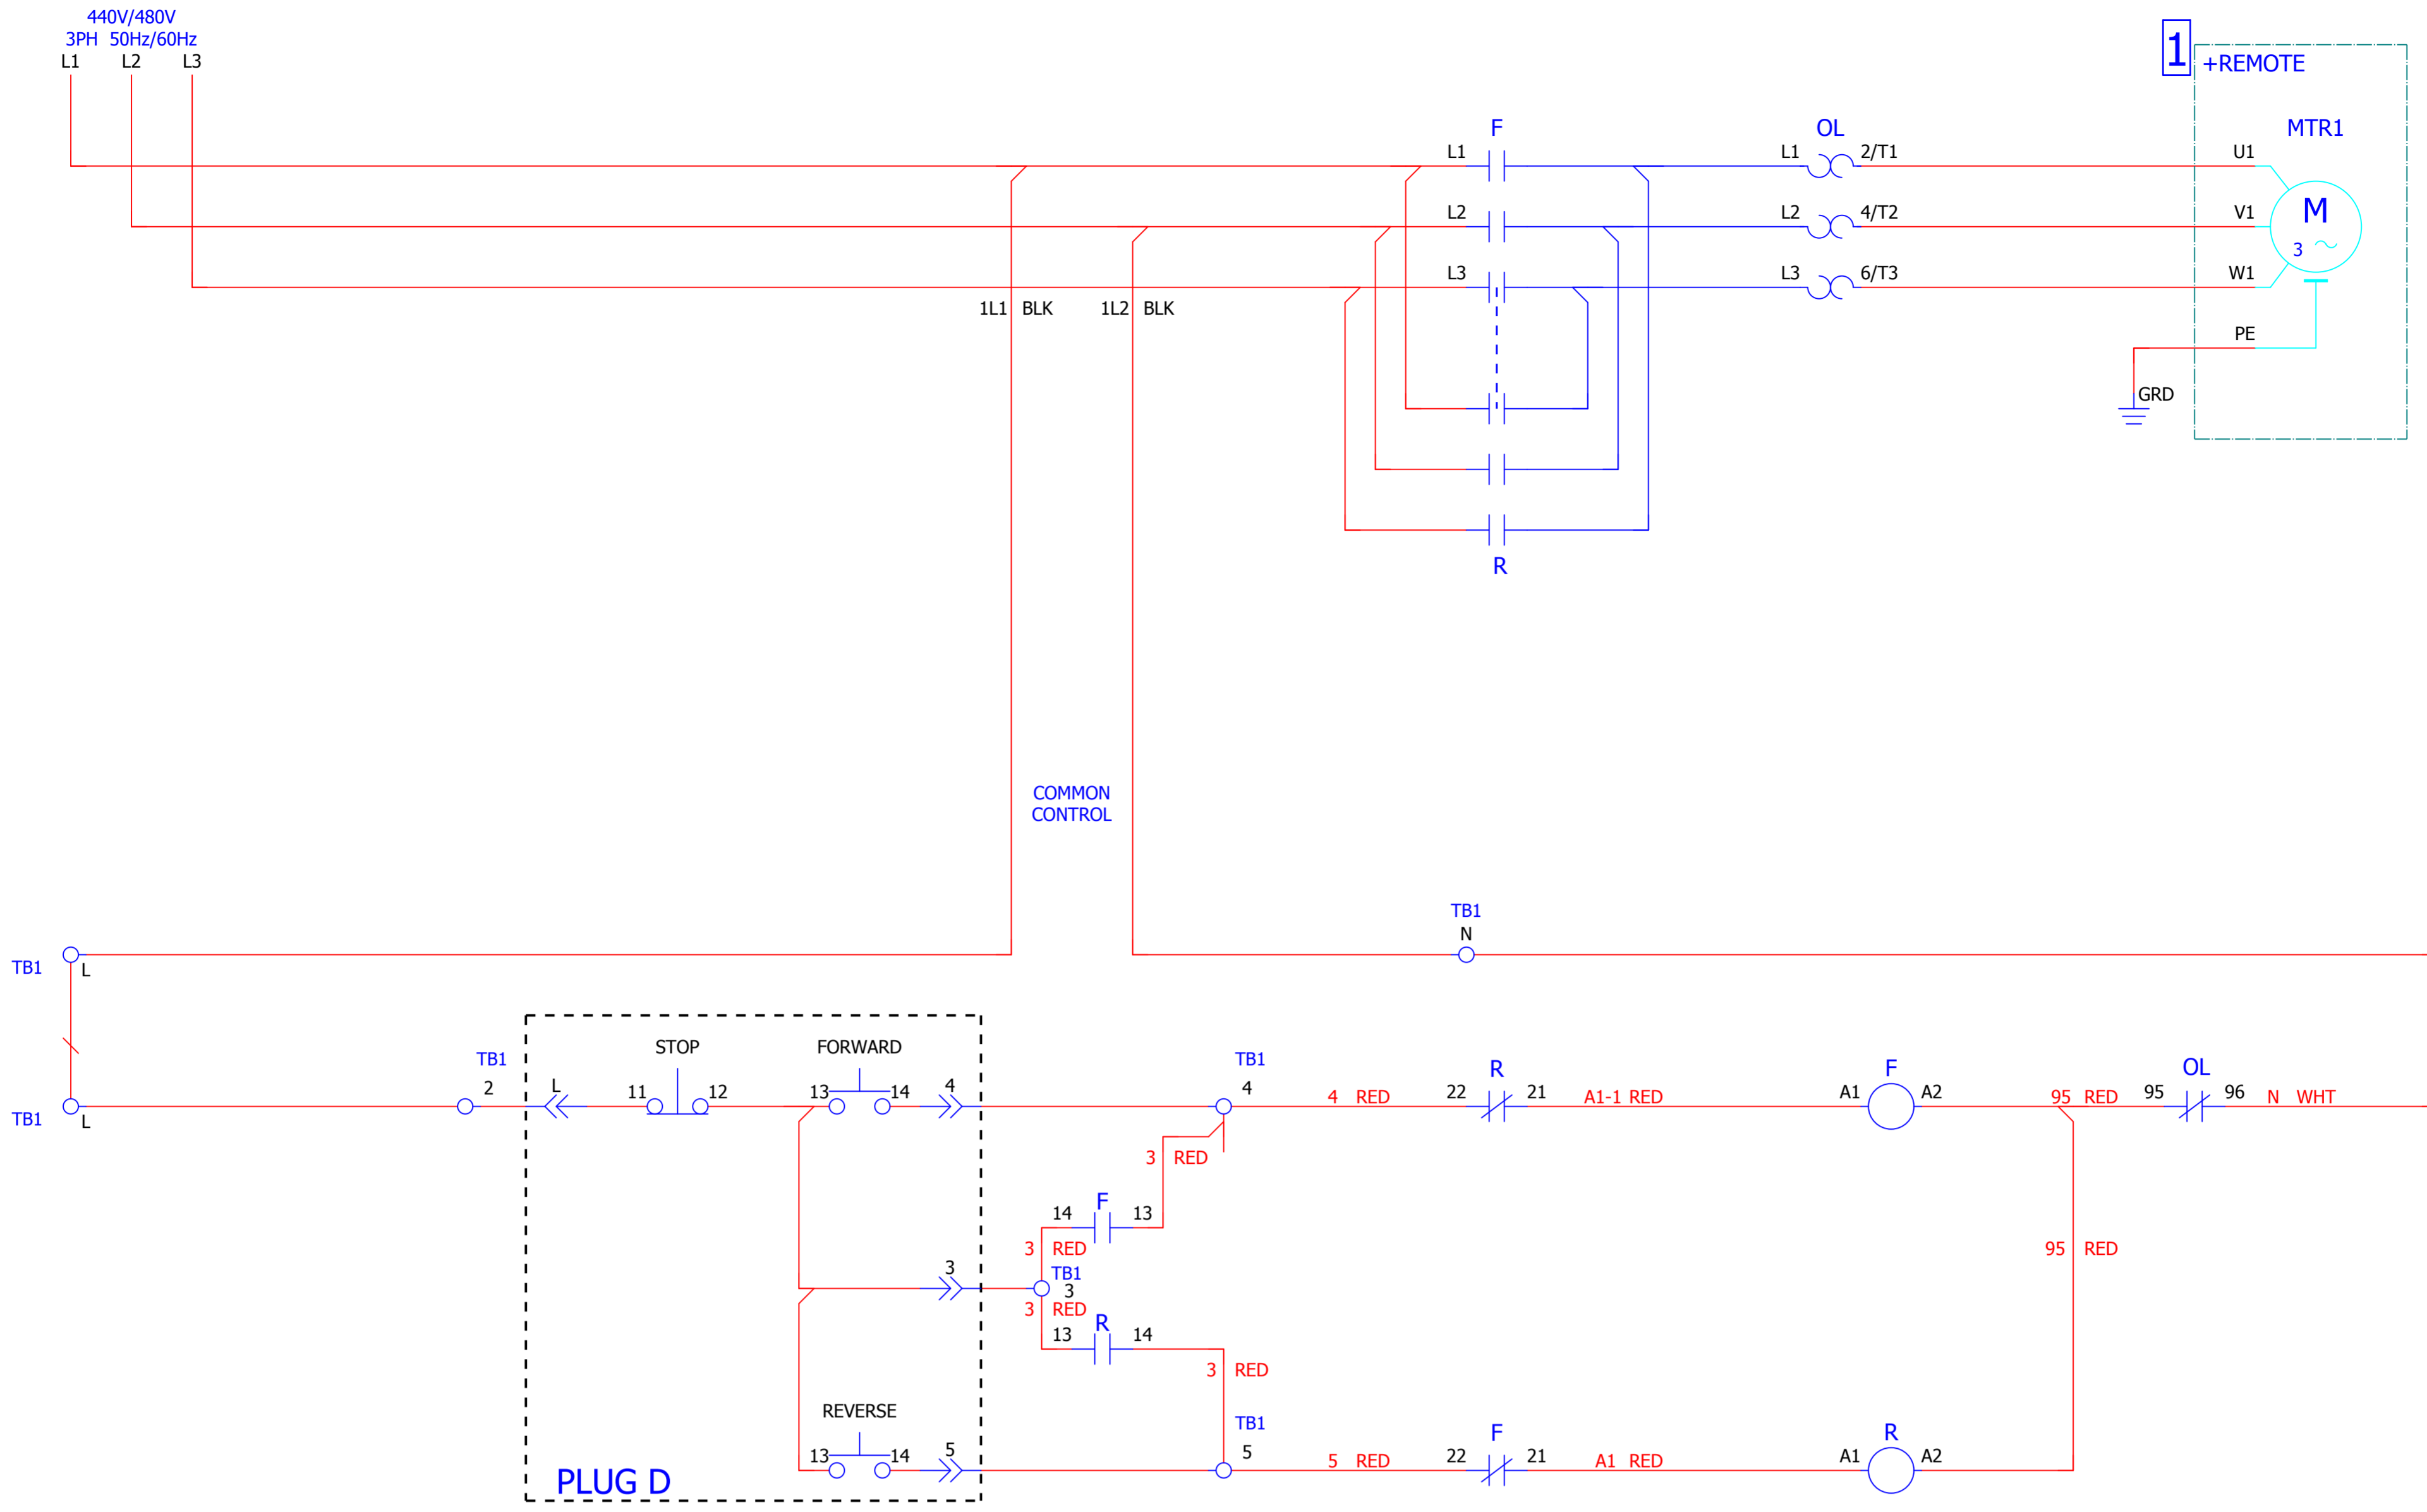 440V/480V
3PH 50Hz/60Hz
L1 L2 L3
1
+REMOTE
F
OL
MTR1
L1
L1
2/T1
U1
L2
L2
4/T2
V1
M
3
L3
L3
6/T3
W1
1L1 BLK
1L2 BLK
PE
GRD
R
COMMON
CONTROL
TB1
N
TB1
L
STOP
FORWARD
TB1
2
L
11
12
13
14
4
TB1
4
4 RED
R
22
21
A1-1 RED
F
A1
A2
95 RED
OL
95
96
N WHT
TB1
L
3 RED
F
14
13
3 RED
95 RED
3
TB1
3
3 RED
R
13
14
3 RED
REVERSE
13
14
5
TB1
5
5 RED
F
22
21
A1 RED
R
A1
A2
PLUG D